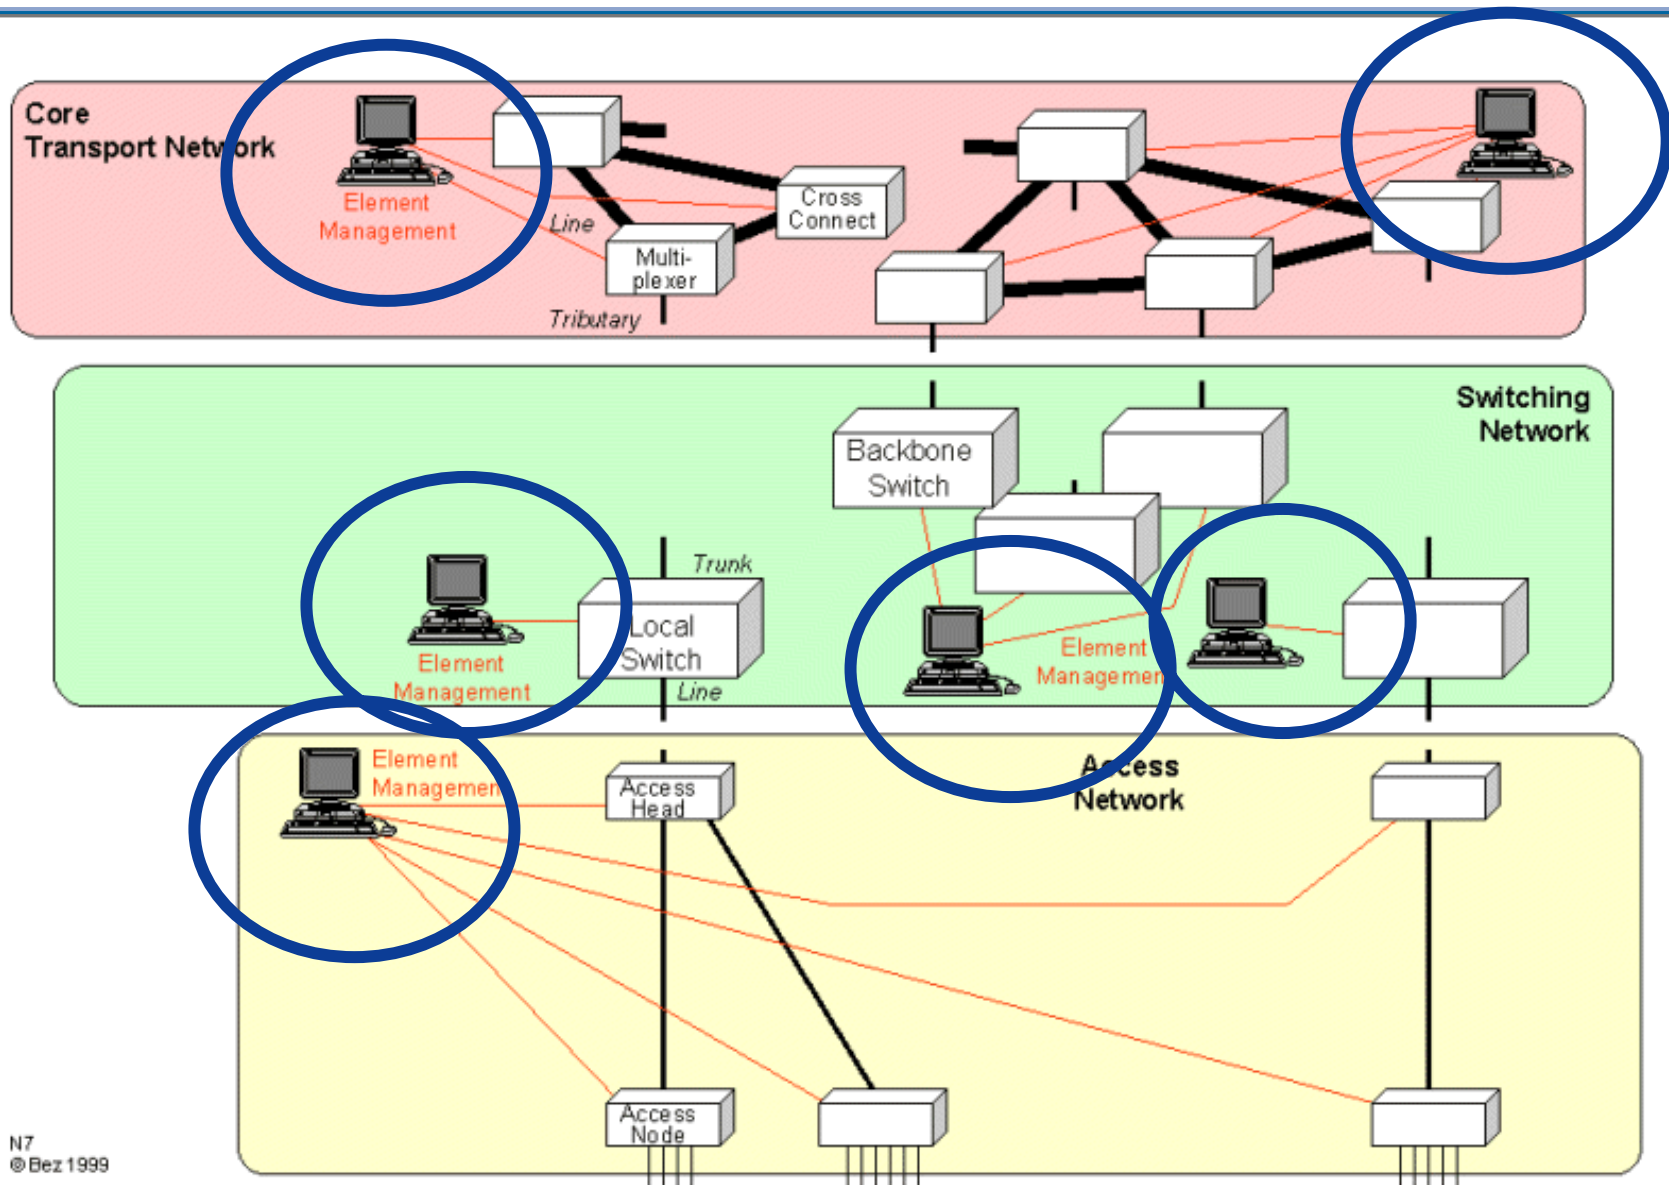 Core
Transport Network
Element
Management
Line
Cross
Connect
Multi-
plexer
Tributary
Switching
Network
Backbone
Switch
Trunk
Local
Switch
Line
Element
Management
Element
Managemen
Element
Managemen
Access
Head
Access
Network
Access
Node
N7
© Bez 1999